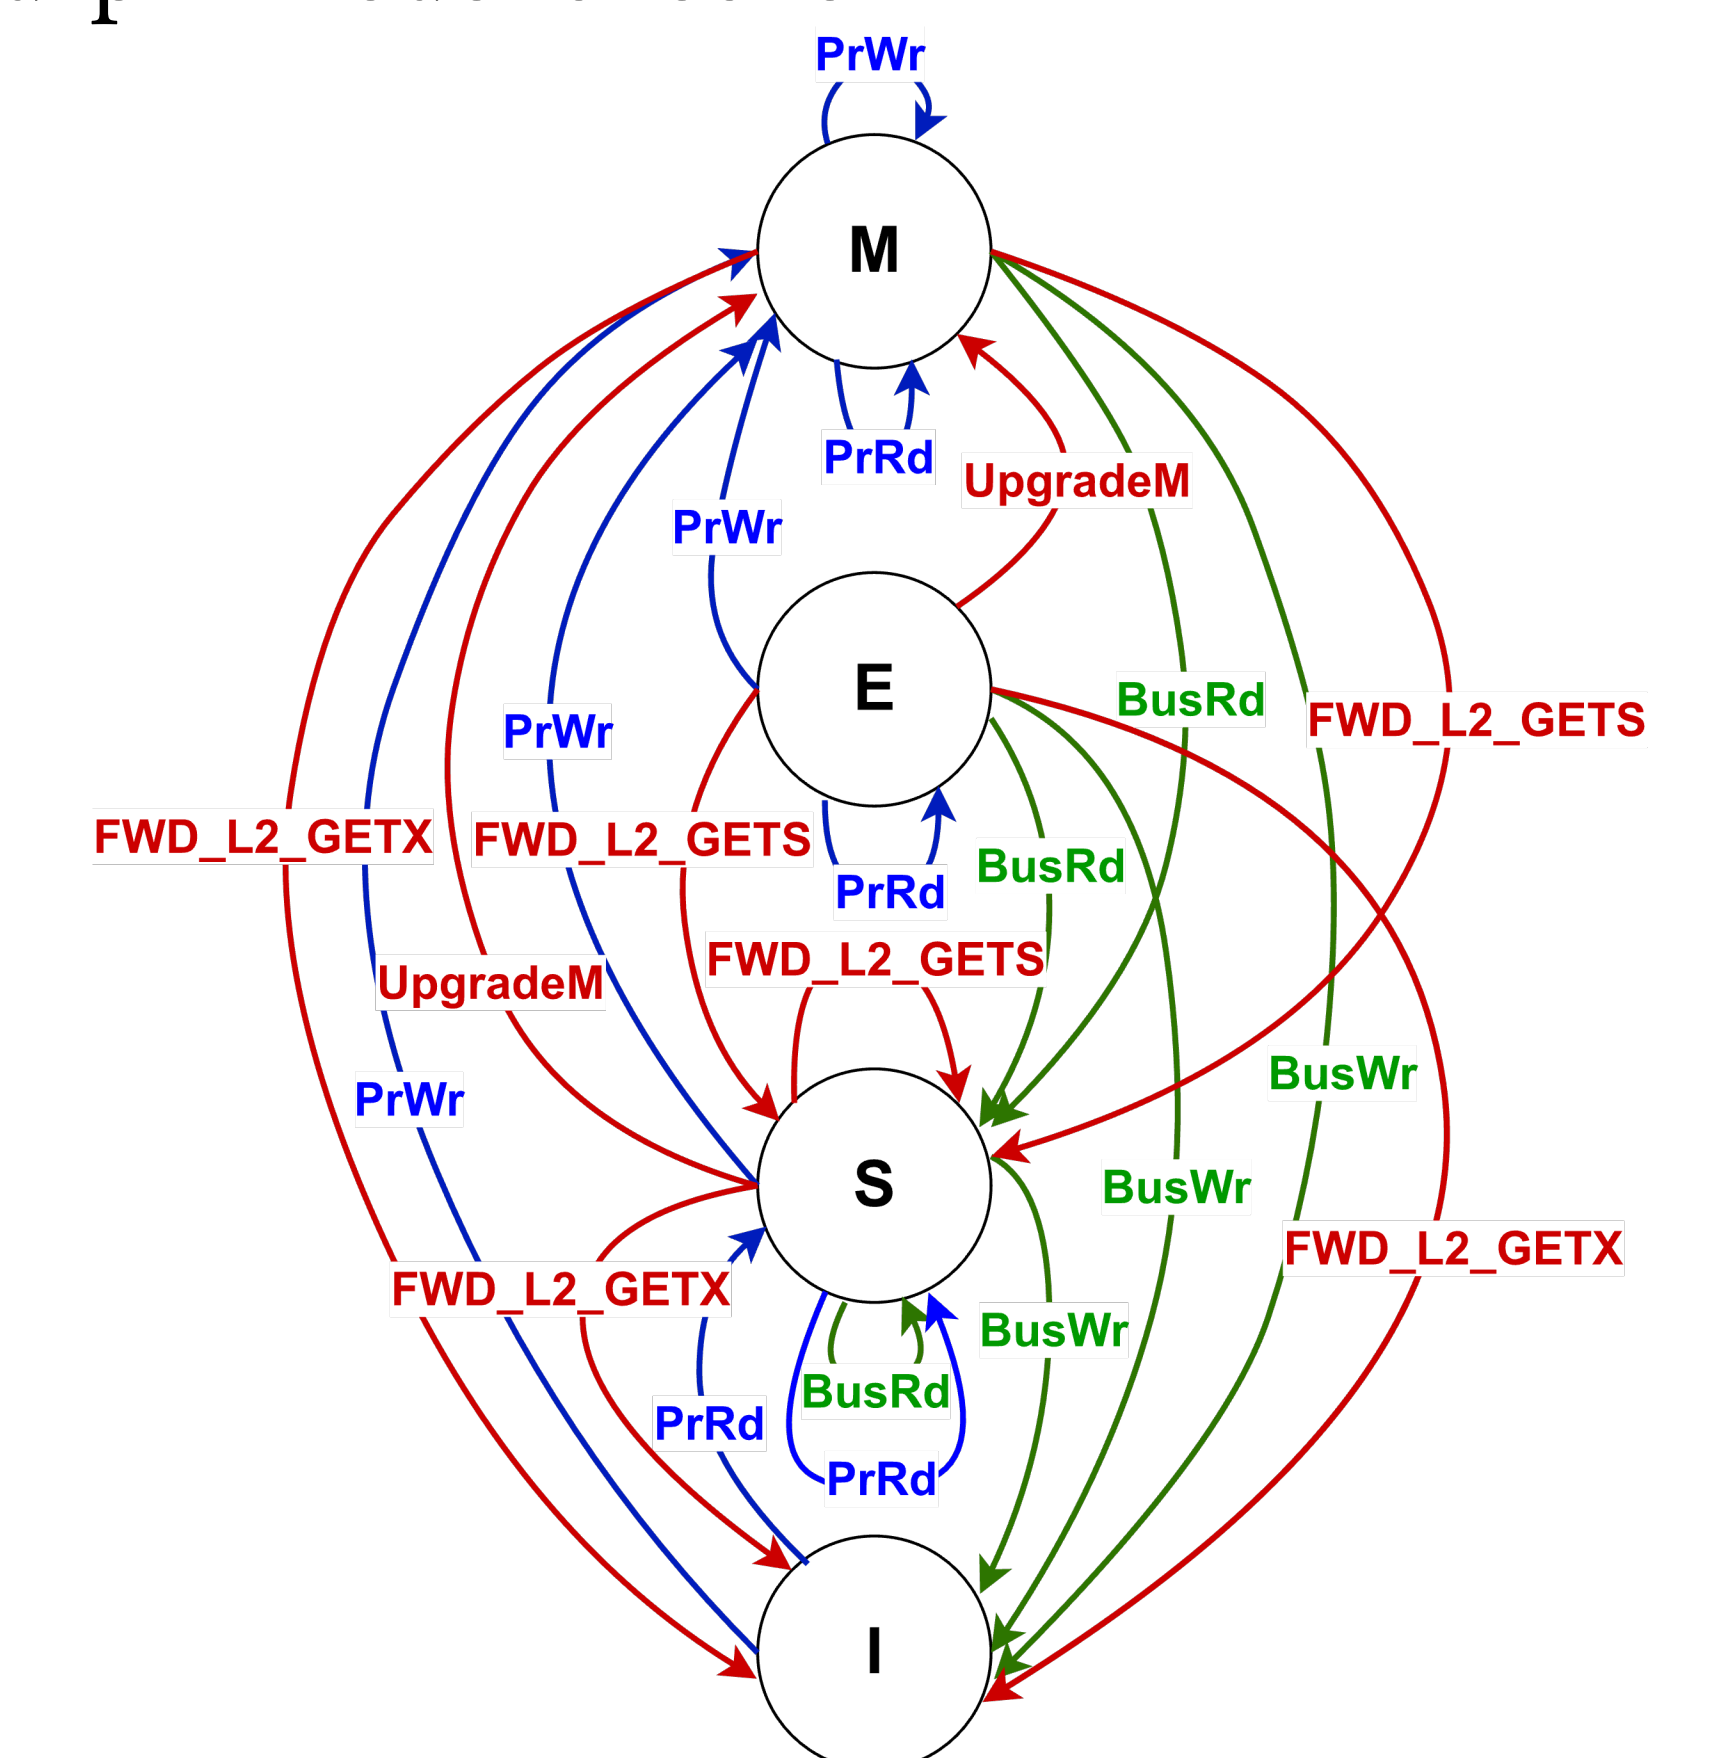 PrWr
M
PrRd
UpgradeM
PrWr
E
BusRd
FWD_L2_GETS
PrWr
FWD_L2_GETX
FWD_L2_GETS
BusRd
PrRd
FWD_L2_GETS
UpgradeM
BusWr
PrWr
S
BusWr
FWD_L2_GETX
FWD_L2_GETX
BusWr
BusRd
PrRd
PrRd
I